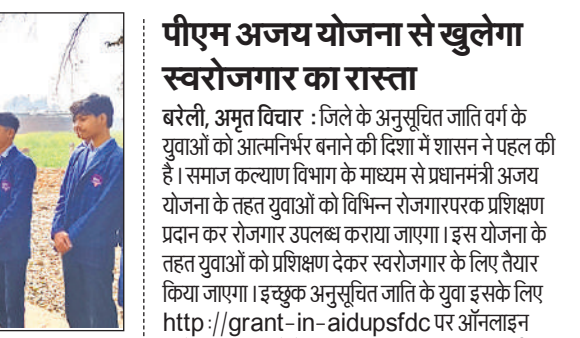 पीएम अजय योजना से खुलेगा
स्वरोजगार का रास्ता
बरेली, अमृत विचार : जिले के अनुसूचित जाति वर्ग के
युवाओं को आत्मनिर्भर बनाने की दिशा में शासन ने पहल की
है। समाज कल्याण विभाग के माध्यम से प्रधानमंत्री अजय
योजना के तहत युवाओं को विभिन्न रोजगारपरक प्रशिक्षण
प्रदान कर रोजगार उपलब्ध कराया जाएगा। इस योजना के
तहत युवाओं को प्रशिक्षण देकर स्वरोजगार के लिए तैयार
किया जाएगा। इच्छुक अनुसूचित जाति के युवा इसके लिए
http://grant-in-aidupsfdc पर ऑनलाइन